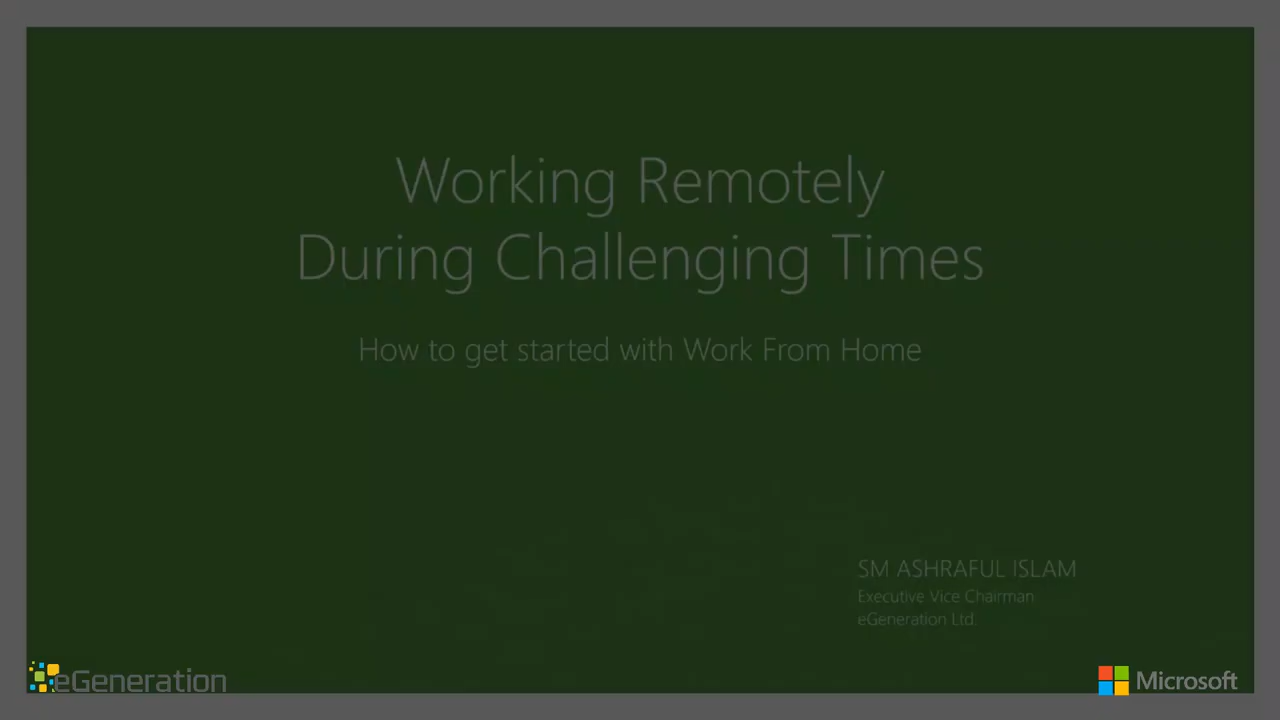 Working Remotely
During Challenging Times
How to get started with Work From Home
SM ASHRAFUL ISLAM
Executive Vice Chairman
eGeneration Ltd.
eGeneration
Microsoft